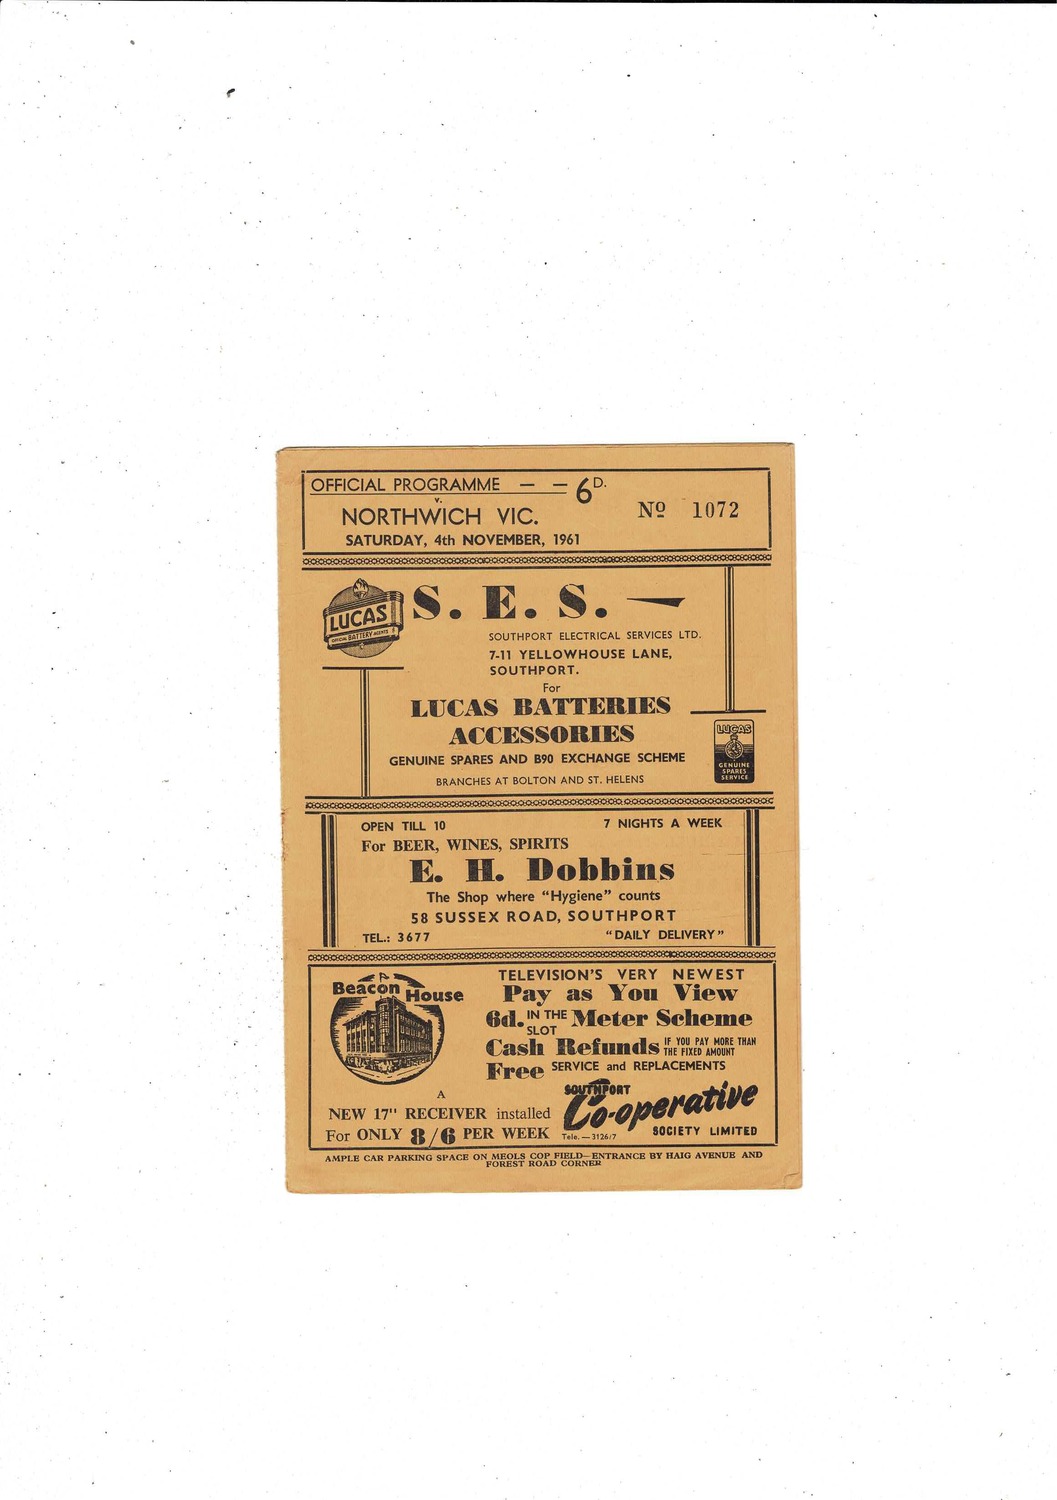 OFFICIAL PROGRAMME — — 6D.
v.
NORTHWICH VIC.
SATURDAY, 4th NOVEMBER, 1961
Nº 1072
LUCAS
OFFICIAL BATTERY AGENTS
S. E. S.
SOUTHPORT ELECTRICAL SERVICES LTD.
7-11 YELLOWHOUSE LANE,
SOUTHPORT.
For
LUCAS BATTERIES
ACCESSORIES
GENUINE SPARES AND B90 EXCHANGE SCHEME
BRANCHES AT BOLTON AND ST. HELENS
LUCAS
GENUINE
SPARES
SERVICE
OPEN TILL 10 7 NIGHTS A WEEK
For BEER, WINES, SPIRITS
E. H. Dobbins
The Shop where "Hygiene" counts
58 SUSSEX ROAD, SOUTHPORT
TEL.: 3677 "DAILY DELIVERY"
Beacon House
TELEVISION'S VERY NEWEST
Pay as You View
6d. IN THE SLOT Meter Scheme
Cash Refunds IF YOU PAY MORE THAN THE FIXED AMOUNT
Free SERVICE and REPLACEMENTS
A
NEW 17" RECEIVER installed
For ONLY 8/6 PER WEEK
SOUTHPORT
Co-operative
SOCIETY LIMITED
Tele.—3126/7
AMPLE CAR PARKING SPACE ON MEOLS COP FIELD—ENTRANCE BY HAIG AVENUE AND
FOREST ROAD CORNER